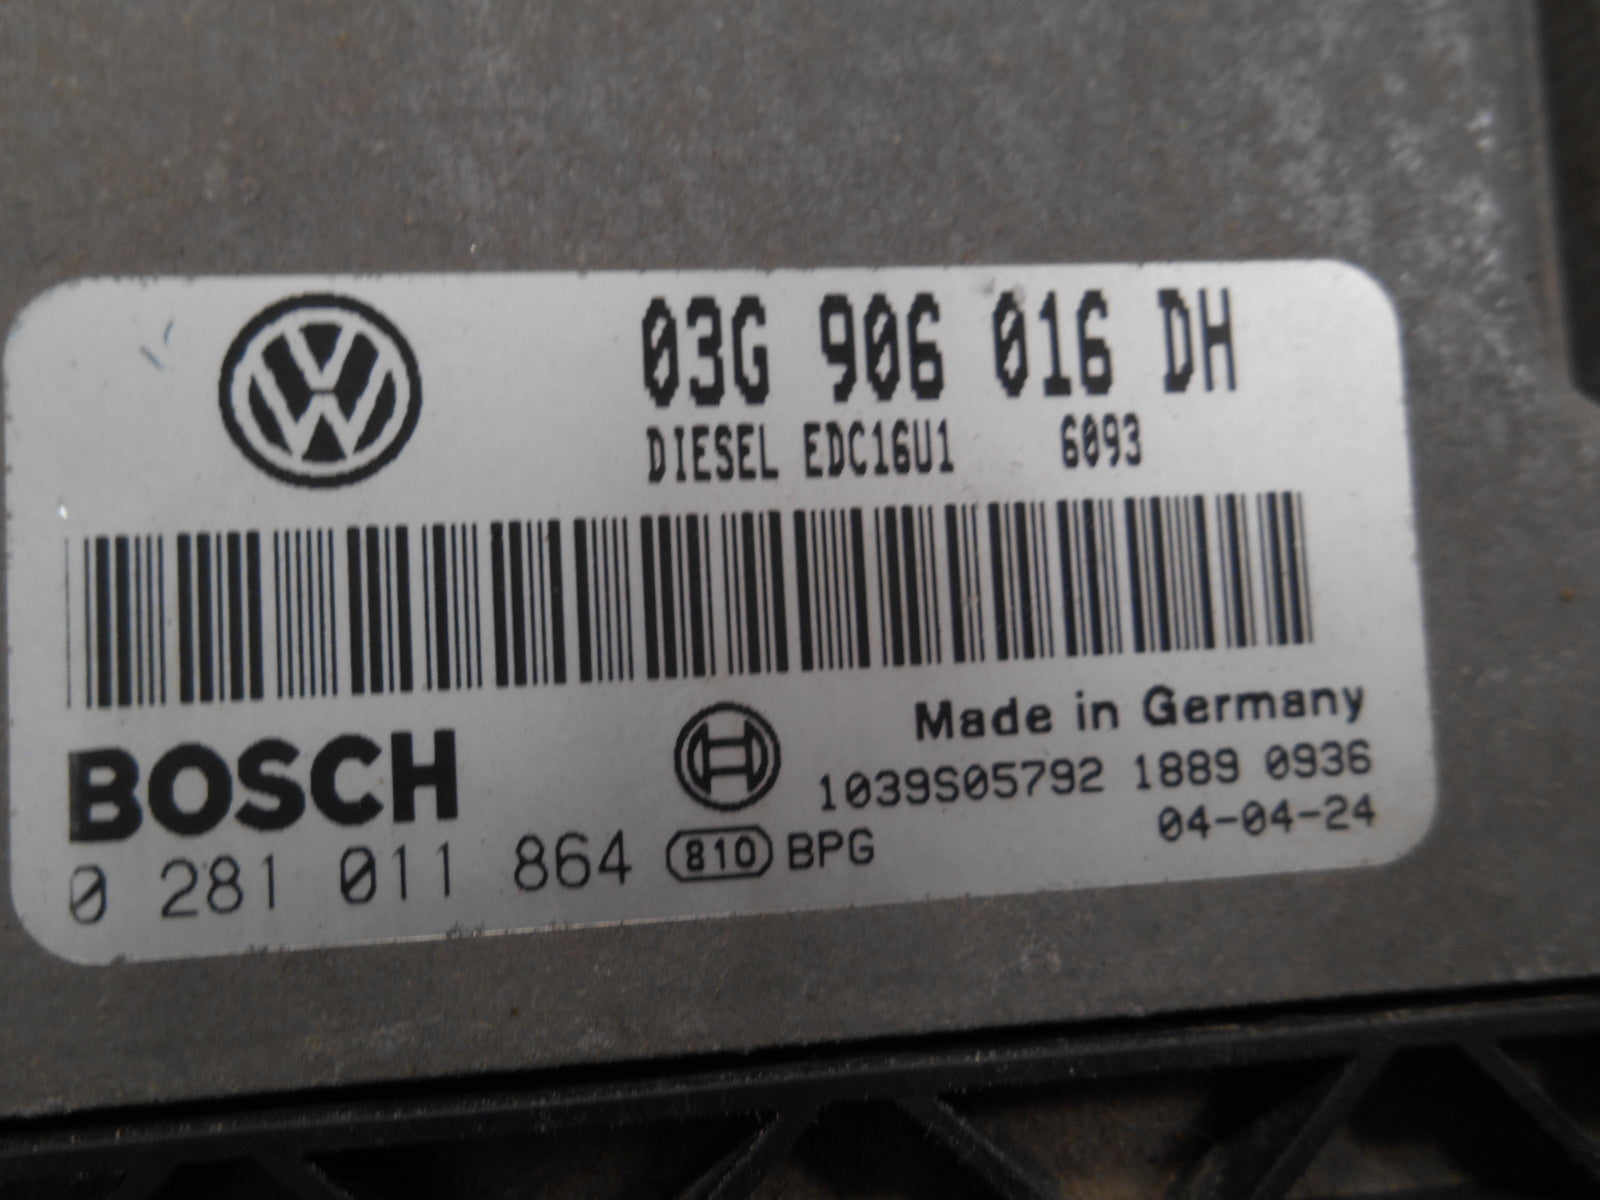 03G 906 016 DH
DIESEL EDC16U1 6093
BOSCH
Made in Germany
1039S05792 1889 0936
04-04-24
0 281 011 864 810 BPG